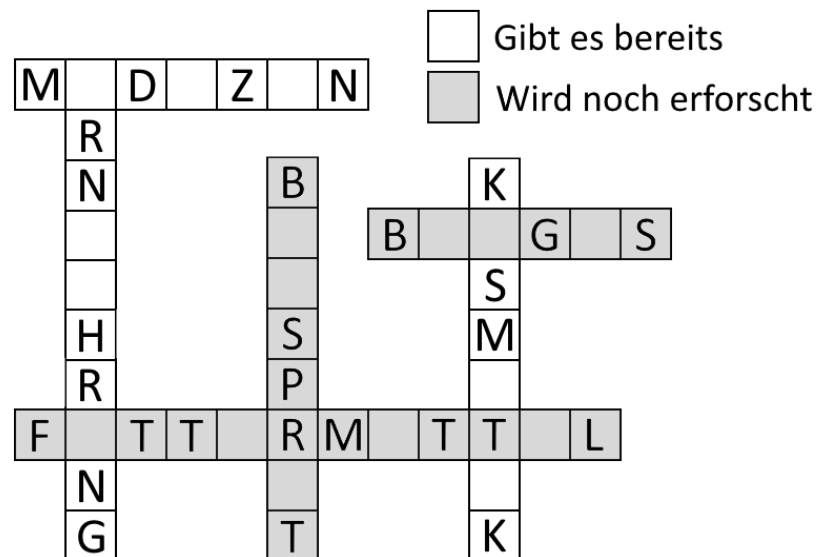 Gibt es bereits
M D Z N
Wird noch erforscht
R
N B K
B G S
S
H S M
R P
F T T R M T T L
N
G T K